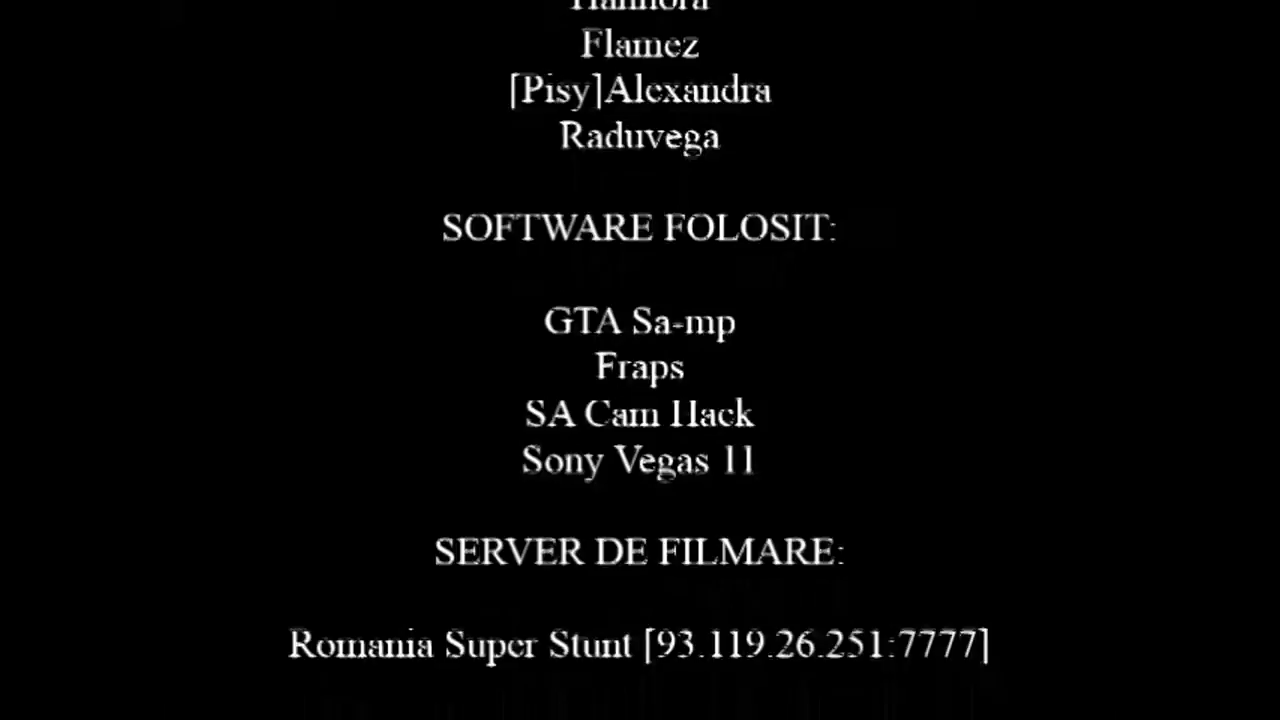 Flamez
[Pisy]Alexandra
Raduvega
SOFTWARE FOLOSIT:
GTA Sa-mp
Fraps
SA Cam Hack
Sony Vegas 11
SERVER DE FILMARE:
Romania Super Stunt [93.119.26.251:7777]